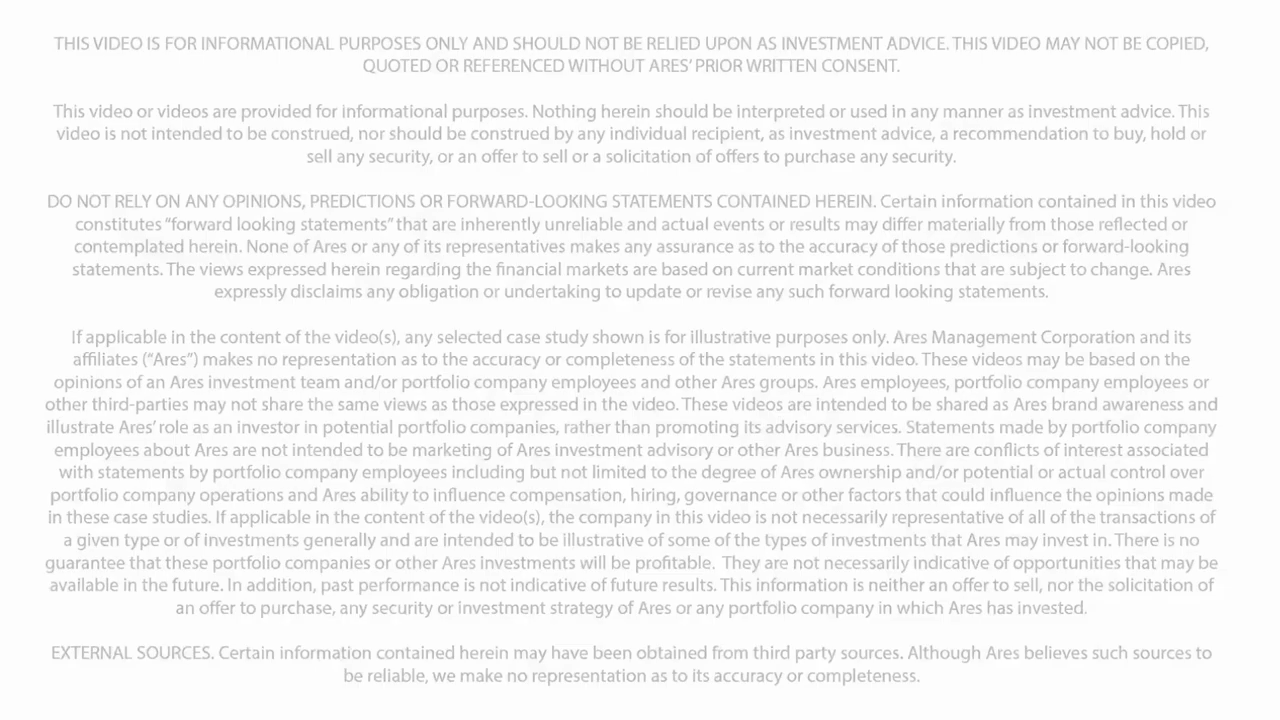 THIS VIDEO IS FOR INFORMATIONAL PURPOSES ONLY AND SHOULD NOT BE RELIED UPON AS INVESTMENT ADVICE. THIS VIDEO MAY NOT BE COPIED,
QUOTED OR REFERENCED WITHOUT ARES’ PRIOR WRITTEN CONSENT.
This video or videos are provided for informational purposes. Nothing herein should be interpreted or used in any manner as investment advice. This
video is not intended to be construed, nor should be construed by any individual recipient, as investment advice, a recommendation to buy, hold or
sell any security, or an offer to sell or a solicitation of offers to purchase any security.
DO NOT RELY ON ANY OPINIONS, PREDICTIONS OR FORWARD-LOOKING STATEMENTS CONTAINED HEREIN. Certain information contained in this video
constitutes “forward looking statements” that are inherently unreliable and actual events or results may differ materially from those reflected or
contemplated herein. None of Ares or any of its representatives makes any assurance as to the accuracy of those predictions or forward-looking
statements. The views expressed herein regarding the financial markets are based on current market conditions that are subject to change. Ares
expressly disclaims any obligation or undertaking to update or revise any such forward looking statements.
If applicable in the content of the video(s), any selected case study shown is for illustrative purposes only. Ares Management Corporation and its
affiliates (“Ares”) makes no representation as to the accuracy or completeness of the statements in this video. These videos may be based on the
opinions of an Ares investment team and/or portfolio company employees and other Ares groups. Ares employees, portfolio company employees or
other third-parties may not share the same views as those expressed in the video. These videos are intended to be shared as Ares brand awareness and
illustrate Ares’ role as an investor in potential portfolio companies, rather than promoting its advisory services. Statements made by portfolio company
employees about Ares are not intended to be marketing of Ares investment advisory or other Ares business. There are conflicts of interest associated
with statements by portfolio company employees including but not limited to the degree of Ares ownership and/or potential or actual control over
portfolio company operations and Ares ability to influence compensation, hiring, governance or other factors that could influence the opinions made
in these case studies. If applicable in the content of the video(s), the company in this video is not necessarily representative of all of the transactions of
a given type or of investments generally and are intended to be illustrative of some of the types of investments that Ares may invest in. There is no
guarantee that these portfolio companies or other Ares investments will be profitable. They are not necessarily indicative of opportunities that may be
available in the future. In addition, past performance is not indicative of future results. This information is neither an offer to sell, nor the solicitation of
an offer to purchase, any security or investment strategy of Ares or any portfolio company in which Ares has invested.
EXTERNAL SOURCES. Certain information contained herein may have been obtained from third party sources. Although Ares believes such sources to
be reliable, we make no representation as to its accuracy or completeness.